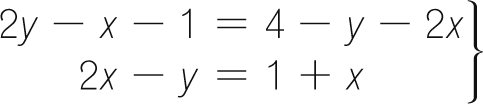 2y − x − 1 = 4 − y − 2x
2x − y = 1 + x }